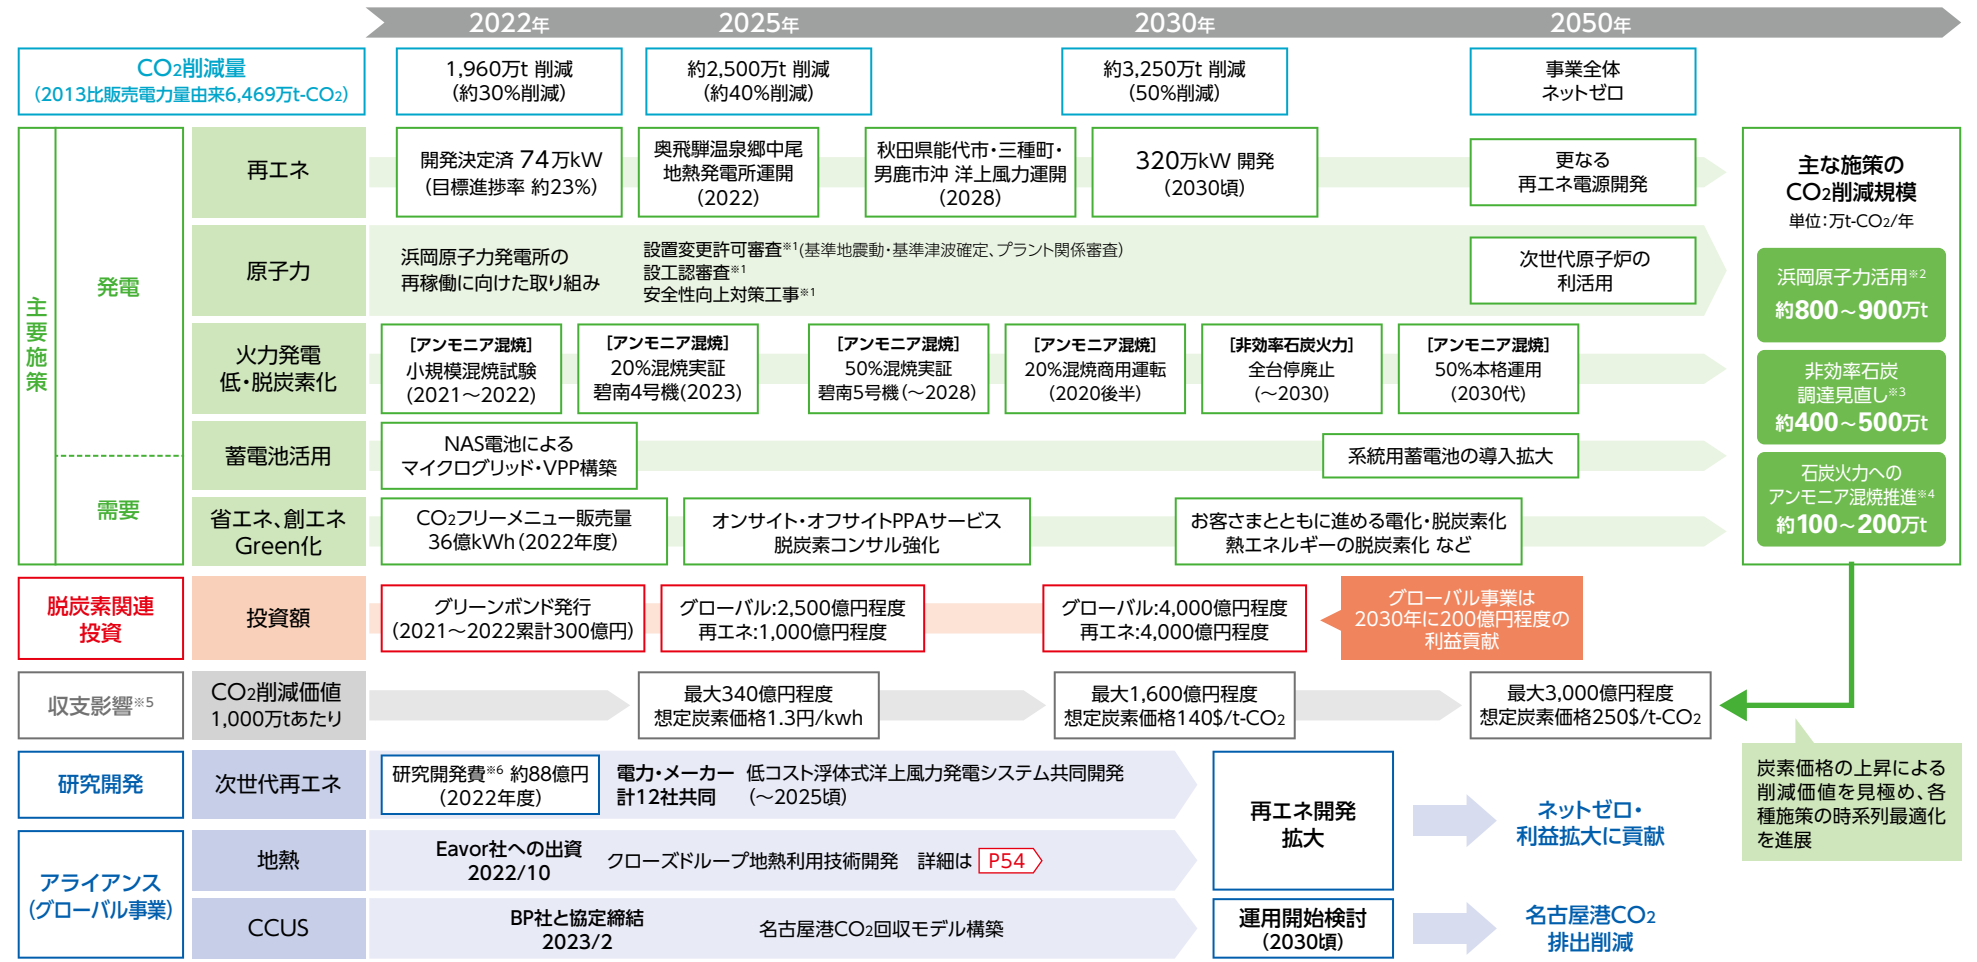 2022年
2025年
2030年
2050年
CO2削減量
(2013比販売電力量由来6,469万t-CO2)
1,960万t 削減
(約30%削減)
約2,500万t 削減
(約40%削減)
約3,250万t 削減
(50%削減)
事業全体
ネットゼロ
主要施策
発電
需要
再エネ
開発決定済 74万kW
(目標進捗率 約23%)
奥飛騨温泉郷中尾
地熱発電所運開
(2022)
秋田県能代市・三種町・
男鹿市沖 洋上風力運開
(2028)
320万kW 開発
(2030頃)
更なる
再エネ電源開発
原子力
浜岡原子力発電所の
再稼働に向けた取り組み
設置変更許可審査※1(基準地震動・基準津波確定、プラント関係審査)
設工認審査※1
安全性向上対策工事※1
次世代原子炉の
利活用
火力発電
低・脱炭素化
[アンモニア混焼]
小規模混焼試験
(2021～2022)
[アンモニア混焼]
20%混焼実証
碧南4号機(2023)
[アンモニア混焼]
50%混焼実証
碧南5号機(～2028)
[アンモニア混焼]
20%混焼商用運転
(2020後半)
[非効率石炭火力]
全台停廃止
(～2030)
[アンモニア混焼]
50%本格運用
(2030代)
蓄電池活用
NAS電池による
マイクログリッド・VPP構築
系統用蓄電池の導入拡大
省エネ、創エネ
Green化
CO2フリーメニュー販売量
36億kWh(2022年度)
オンサイト・オフサイトPPAサービス
脱炭素コンサル強化
お客さまとともに進める電化・脱炭素化
熱エネルギーの脱炭素化 など
主な施策の
CO2削減規模
単位:万t-CO2/年
浜岡原子力活用※2
約800～900万t
非効率石炭
調達見直し※3
約400～500万t
石炭火力への
アンモニア混焼推進※4
約100～200万t
脱炭素関連
投資
投資額
グリーンボンド発行
(2021～2022累計300億円)
グローバル:2,500億円程度
再エネ:1,000億円程度
グローバル:4,000億円程度
再エネ:4,000億円程度
グローバル事業は
2030年に200億円程度の
利益貢献
収支影響※5
CO2削減価値
1,000万tあたり
最大340億円程度
想定炭素価格1.3円/kwh
最大1,600億円程度
想定炭素価格140$/t-CO2
最大3,000億円程度
想定炭素価格250$/t-CO2
炭素価格の上昇による
削減価値を見極め、各
種施策の時系列最適化
を進展
研究開発
次世代再エネ
研究開発費※6 約88億円
(2022年度)
電力・メーカー
計12社共同
低コスト浮体式洋上風力発電システム共同開発
(～2025頃)
再エネ開発
拡大
ネットゼロ・
利益拡大に貢献
アライアンス
(グローバル事業)
地熱
Eavor社への出資
2022/10
クローズドループ地熱利用技術開発 詳細は P54
CCUS
BP社と協定締結
2023/2
名古屋港CO2回収モデル構築
運用開始検討
(2030頃)
名古屋港CO2
排出削減